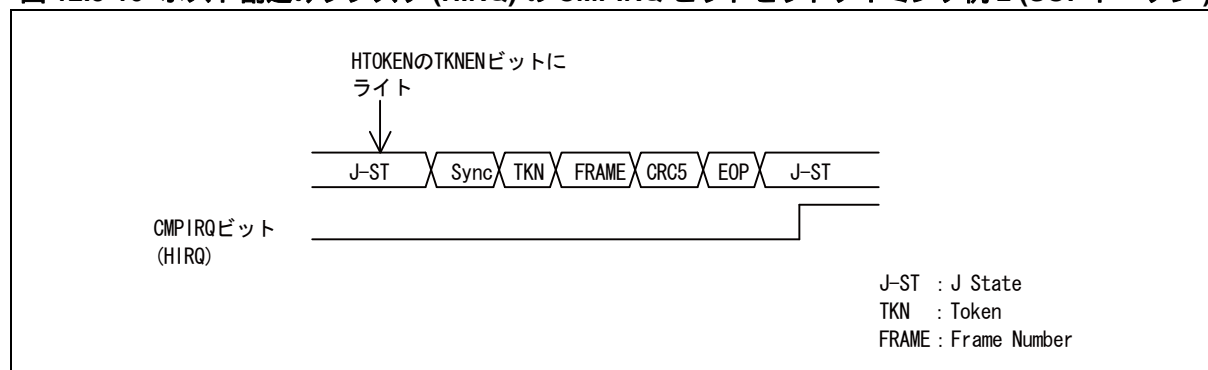 HTOKENのTKNENビットに
ライト
J-ST Sync TKN FRAME CRC5 EOP J-ST
CMPIRQビット
(HIRQ)
J-ST : J State
TKN : Token
FRAME : Frame Number